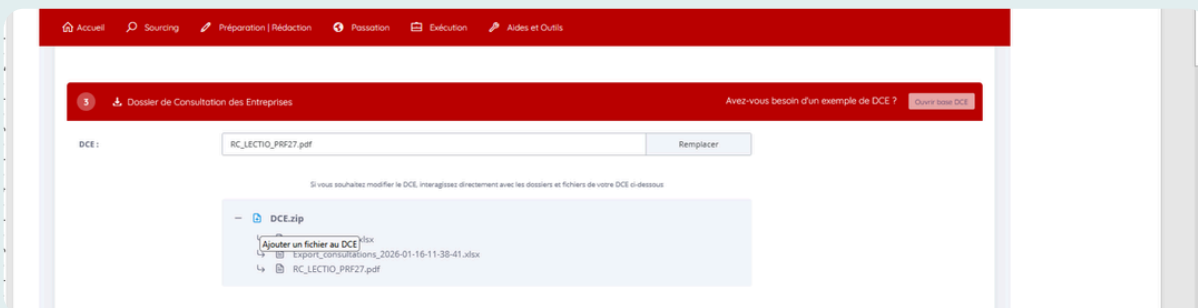 Accueil Sourcing Préparation | Rédaction Passation Exécution Aides et Outils
3 Dossier de Consultation des Entreprises Avez-vous besoin d'un exemple de DCE ? Ouvrir base DCE
DCE : RC_LECTIO_PRF27.pdf Remplacer
Si vous souhaitez modifier le DCE, interagissez directement avec les dossiers et fichiers de votre DCE ci-dessous
DCE.zip
.xlsx
Ajouter un fichier au DCE
Export_consultations_2026-01-16-11-38-41.xlsx
RC_LECTIO_PRF27.pdf